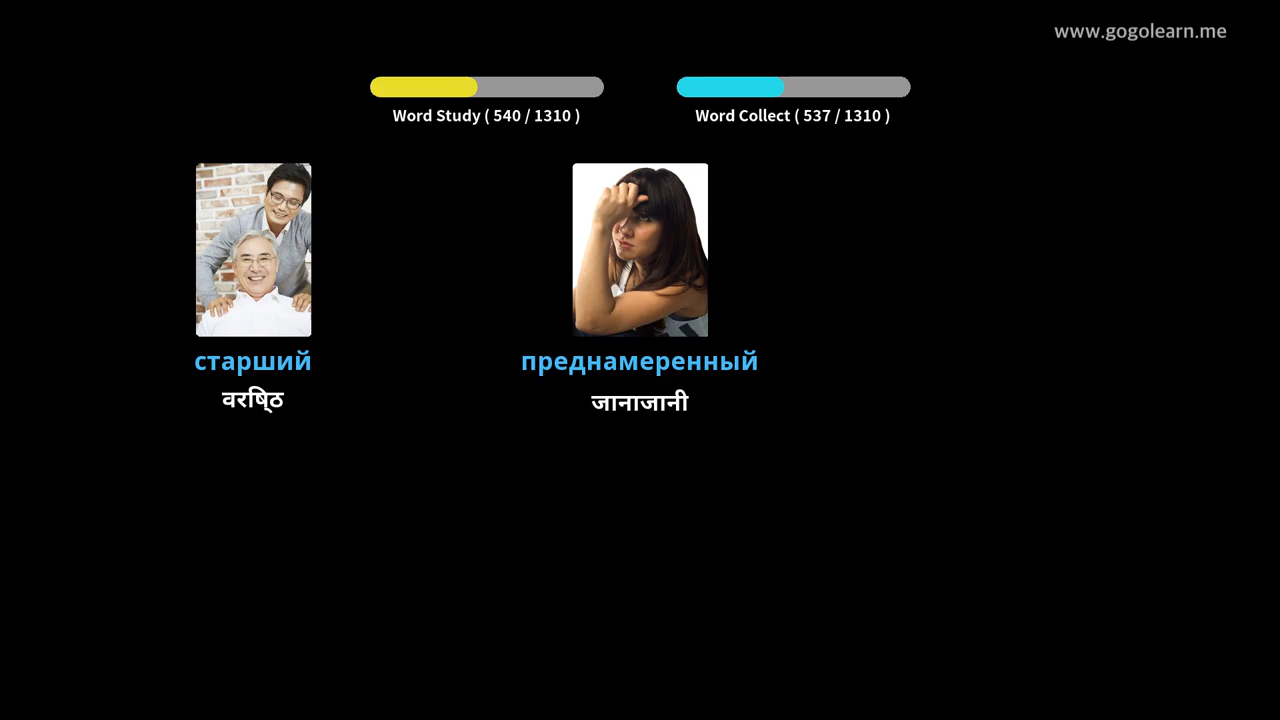 www.gogolearn.me
Word Study ( 540 / 1310 )
Word Collect ( 537 / 1310 )
старший
वरिष्ठ
преднамеренный
जानाजानी